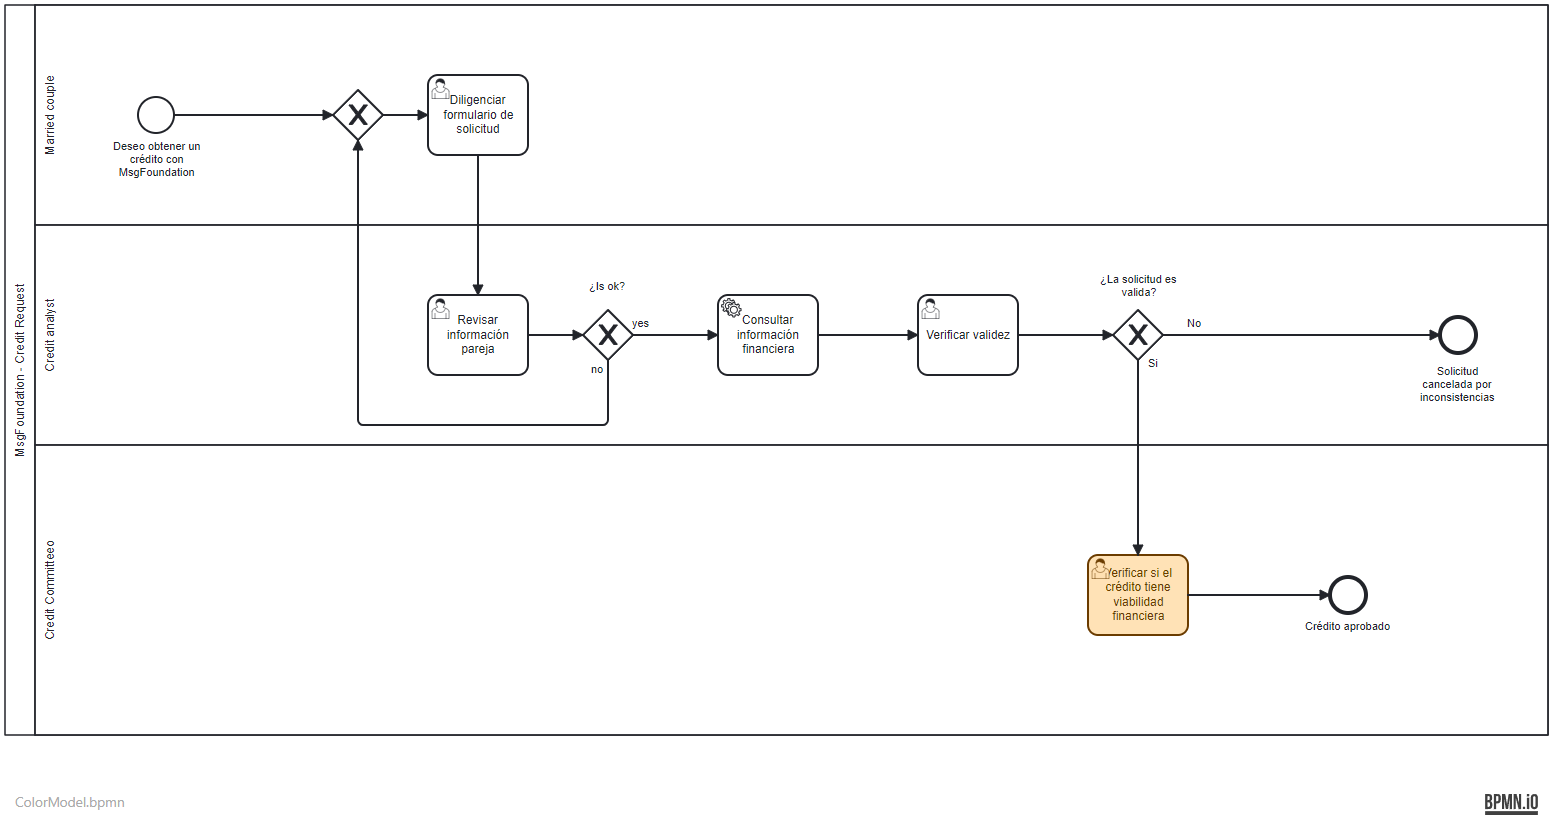 MsgFoundation - Credit Request
Married couple
Deseo obtener un
crédito con
MsgFoundation
Diligenciar
formulario de
solicitud
Credit analyst
Revisar
información
pareja
¿Is ok?
yes
no
Consultar
información
financiera
Verificar validez
¿La solicitud es
valida?
No
Si
Solicitud
cancelada por
inconsistencias
Credit Committeeo
Verificar si el
crédito tiene
viabilidad
financiera
Crédito aprobado
ColorModel.bpmn
BPMN.iO